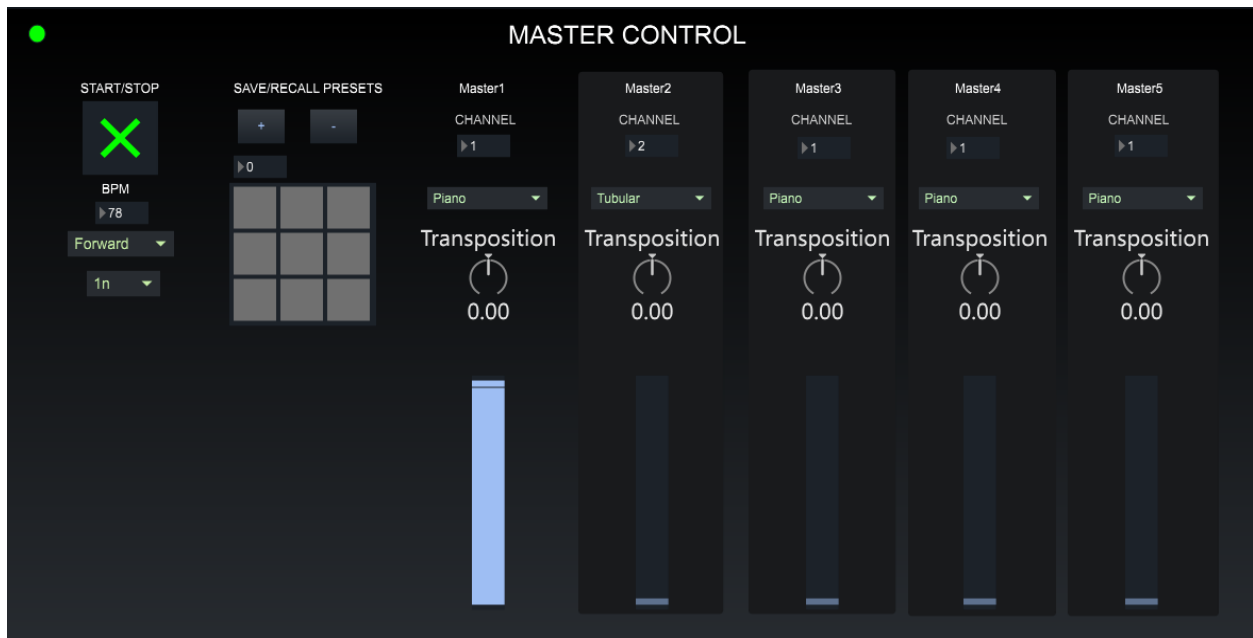 MASTER CONTROL
START/STOP
BPM
78
Forward
1n
SAVE/RECALL PRESETS
+
-
0
Master1
CHANNEL
1
Piano
Transposition
0.00
Master2
CHANNEL
2
Tubular
Transposition
0.00
Master3
CHANNEL
1
Piano
Transposition
0.00
Master4
CHANNEL
1
Piano
Transposition
0.00
Master5
CHANNEL
1
Piano
Transposition
0.00